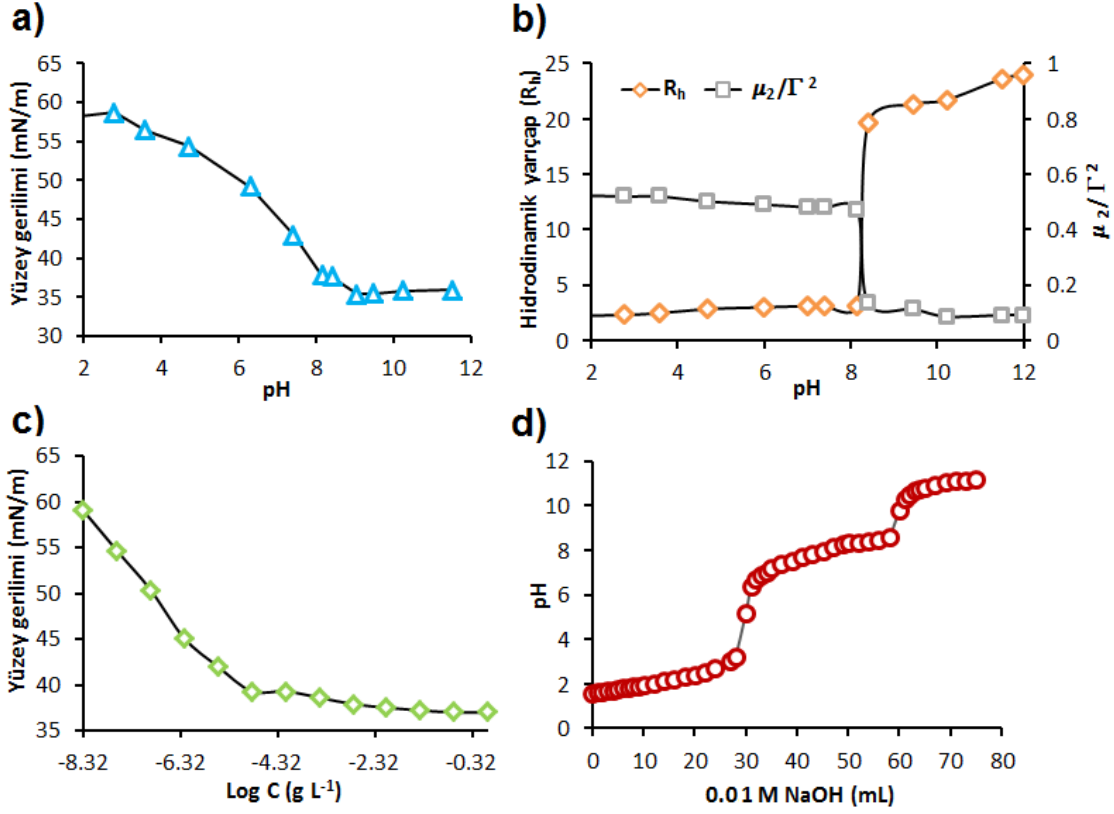 a)
Yüzey gerilimi (mN/m)
65
60
55
50
45
40
35
30
2 4 6 8 10 12
pH
b)
Hidrodinamik yarıçap (Rₕ)
25
20
15
10
5
0
Rₕ μ₂/Γ²
1
0.8
0.6
0.4
0.2
0
μ₂/Γ²
2 4 6 8 10 12
pH
c)
Yüzey gerilimi (mN/m)
65
60
55
50
45
40
35
-8.32 -6.32 -4.32 -2.32 -0.32
Log C (g L⁻¹)
d)
pH
12
10
8
6
4
2
0
0 10 20 30 40 50 60 70 80
0.01 M NaOH (mL)